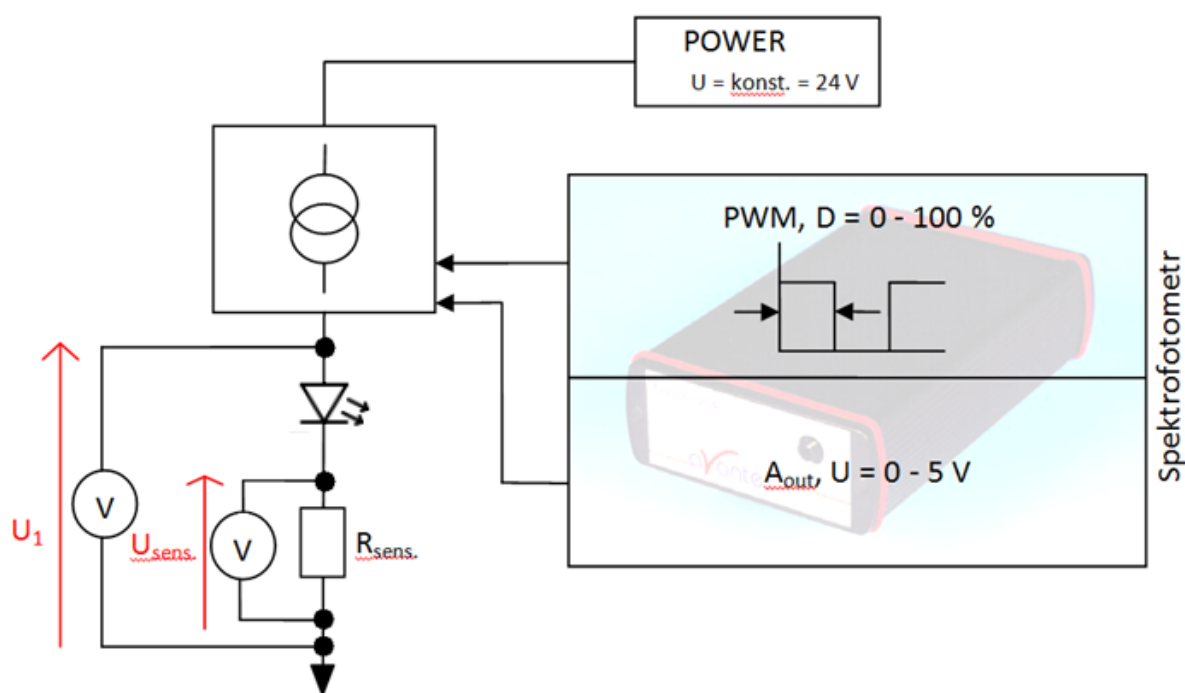 POWER
U = konst. = 24 V
PWM, D = 0 - 100 %
Spektrofotometr
Aout, U = 0 - 5 V
V
U1
Usens.
V
Rsens.